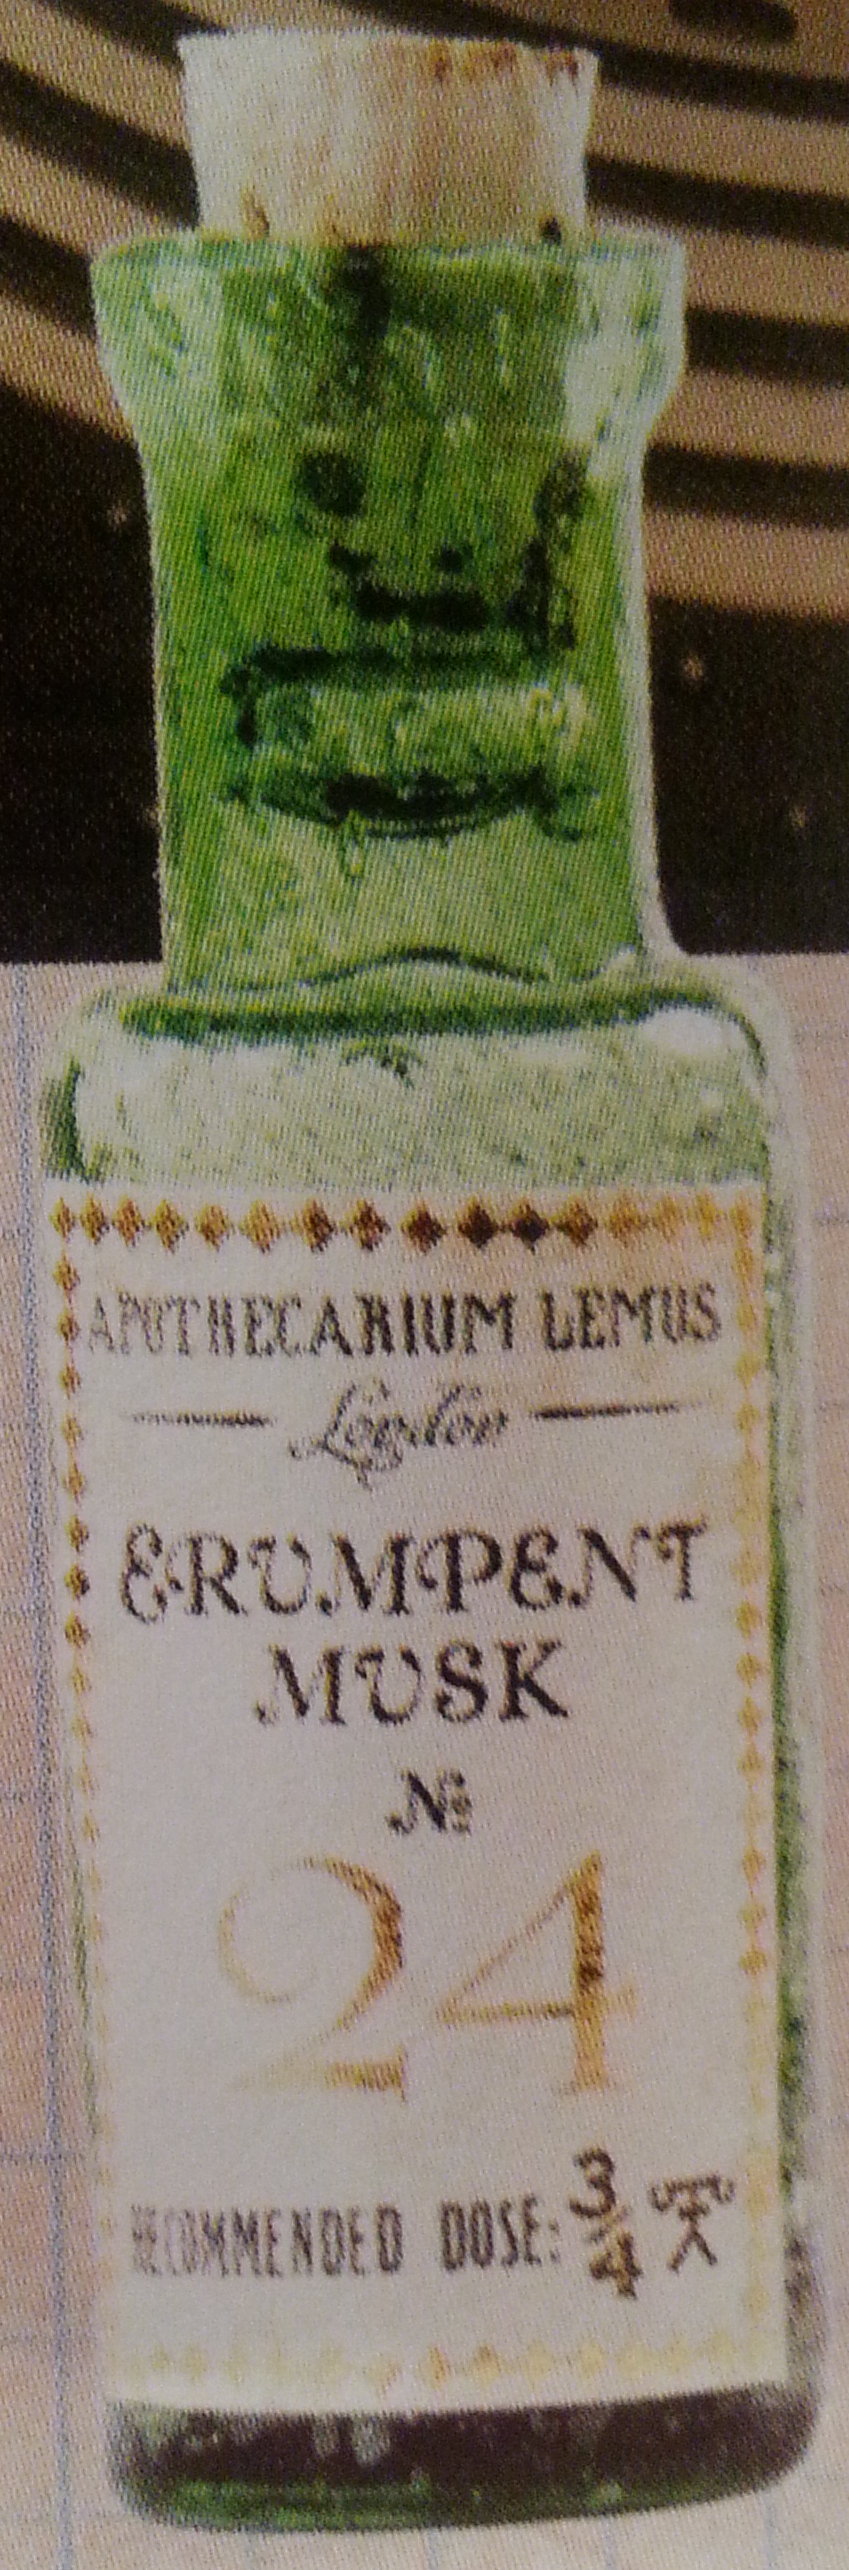 APOTHECARIUM LEMUS
London
ERUMPENT
MUSK
№
24
RECOMMENDED DOSE: 3/4